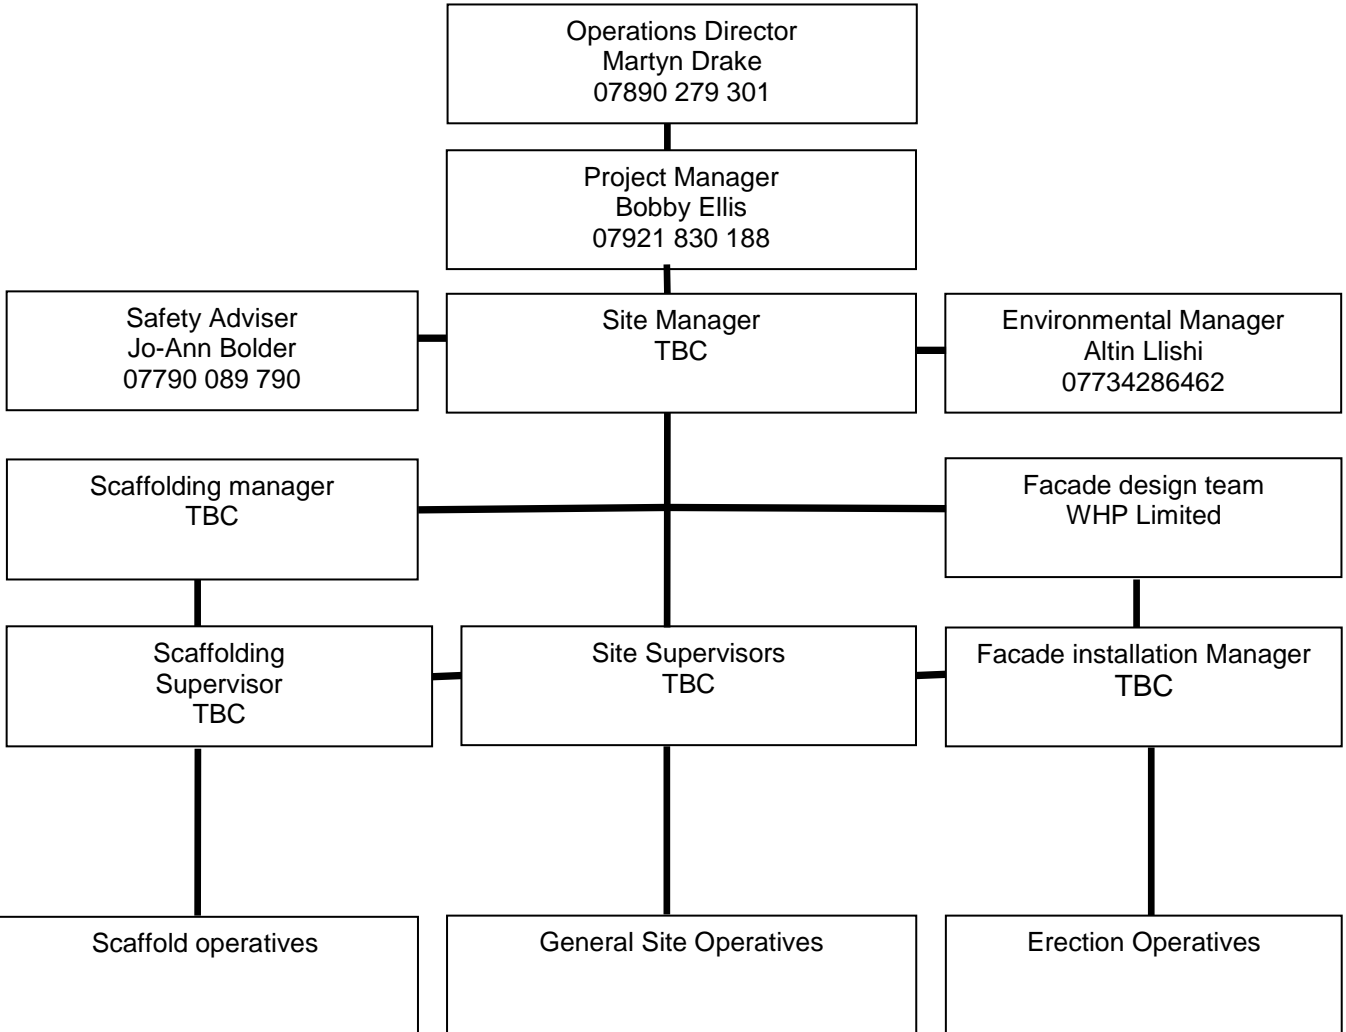 Operations Director
Martyn Drake
07890 279 301
Project Manager
Bobby Ellis
07921 830 188
Safety Adviser
Jo-Ann Bolder
07790 089 790
Site Manager
TBC
Environmental Manager
Altin Llishi
07734286462
Scaffolding manager
TBC
Facade design team
WHP Limited
Scaffolding
Supervisor
TBC
Site Supervisors
TBC
Facade installation Manager
TBC
Scaffold operatives
General Site Operatives
Erection Operatives